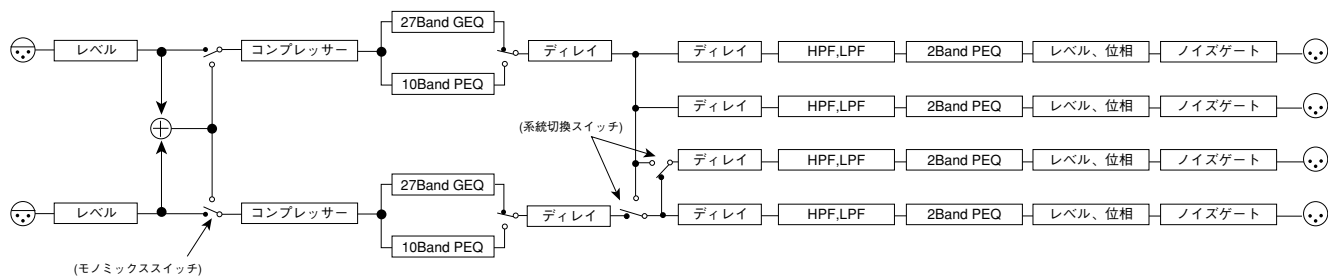 27Band GEQ
レベル
コンプレッサー
ディレイ
ディレイ
HPF,LPF
2Band PEQ
レベル、位相
ノイズゲート
10Band PEQ
ディレイ
HPF,LPF
2Band PEQ
レベル、位相
ノイズゲート
(系統切換スイッチ)
ディレイ
HPF,LPF
2Band PEQ
レベル、位相
ノイズゲート
27Band GEQ
レベル
コンプレッサー
ディレイ
ディレイ
HPF,LPF
2Band PEQ
レベル、位相
ノイズゲート
10Band PEQ
(モノミックススイッチ)